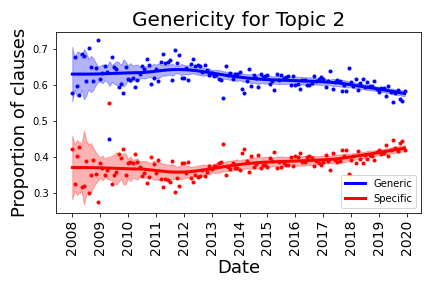 Genericity for Topic 2
Proportion of clauses
0.7
0.6
0.5
0.4
0.3
Generic
Specific
2008 2009 2010 2011 2012 2013 2014 2015 2016 2017 2018 2019 2020
Date